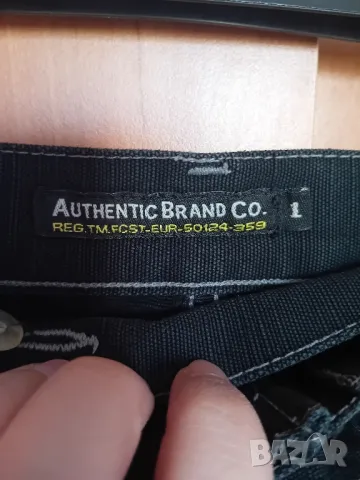 AUTHENTIC BRAND CO. 1
REG.TM.FCST-EUR-50124-359
BAZAR